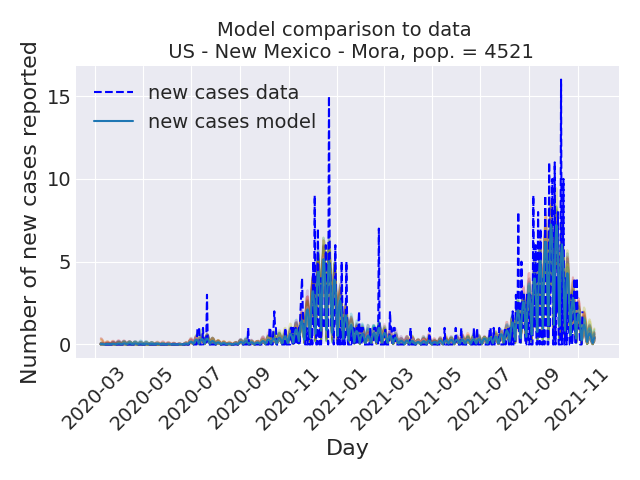 Model comparison to data
US - New Mexico - Mora, pop. = 4521
Number of new cases reported
new cases data
new cases model
15
10
5
0
2020-03
2020-05
2020-07
2020-09
2020-11
2021-01
2021-03
2021-05
2021-07
2021-09
2021-11
Day